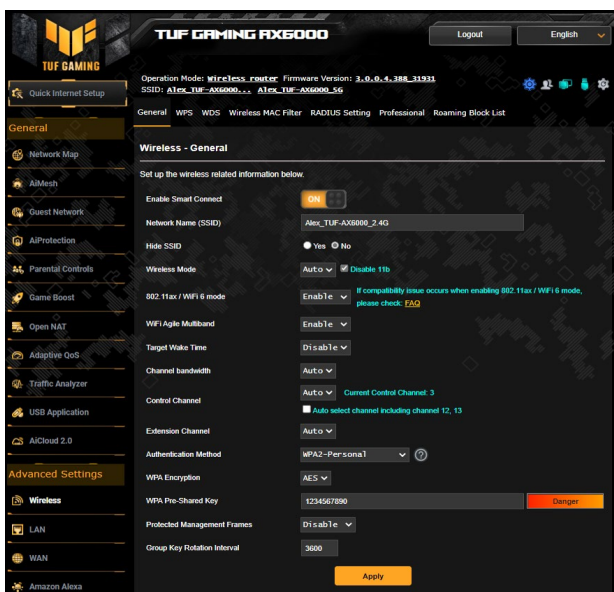 TUF GAMING
TUF GAMING AX6000
Logout
English
Operation Mode: Wireless router Firmware Version: 3.0.0.4.388_31931
SSID: Alex_TUF-AX6000... Alex_TUF-AX6000_5G
Quick Internet Setup
General WPS WDS Wireless MAC Filter RADIUS Setting Professional Roaming Block List
General
Network Map
AiMesh
Guest Network
AiProtection
Parental Controls
Game Boost
Open NAT
Adaptive QoS
Traffic Analyzer
USB Application
AiCloud 2.0
Advanced Settings
Wireless
LAN
WAN
Amazon Alexa
Wireless - General
Set up the wireless related information below.
Enable Smart Connect ON
Network Name (SSID) Alex_TUF-AX6000_2.4G
Hide SSID Yes No
Wireless Mode Auto Disable 11b
802.11ax / WiFi 6 mode Enable If compatibility issue occurs when enabling 802.11ax / WiFi 6 mode,
please check: FAQ
WiFi Agile Multiband Enable
Target Wake Time Disable
Channel bandwidth Auto
Control Channel Auto Current Control Channel: 3
Auto select channel including channel 12, 13
Extension Channel Auto
Authentication Method WPA2-Personal ?
WPA Encryption AES
WPA Pre-Shared Key 1234567890 Danger
Protected Management Frames Disable
Group Key Rotation Interval 3600
Apply